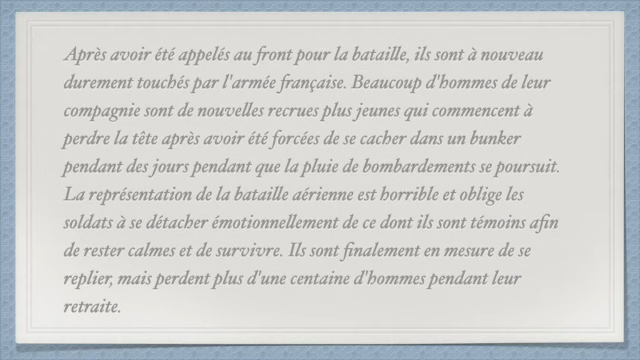 Après avoir été appelés au front pour la bataille, ils sont à nouveau
durement touchés par l'armée française. Beaucoup d'hommes de leur
compagnie sont de nouvelles recrues plus jeunes qui commencent à
perdre la tête après avoir été forcées de se cacher dans un bunker
pendant des jours pendant que la pluie de bombardements se poursuit.
La représentation de la bataille aérienne est horrible et oblige les
soldats à se détacher émotionnellement de ce dont ils sont témoins afin
de rester calmes et de survivre. Ils sont finalement en mesure de se
replier, mais perdent plus d'une centaine d'hommes pendant leur
retraite.